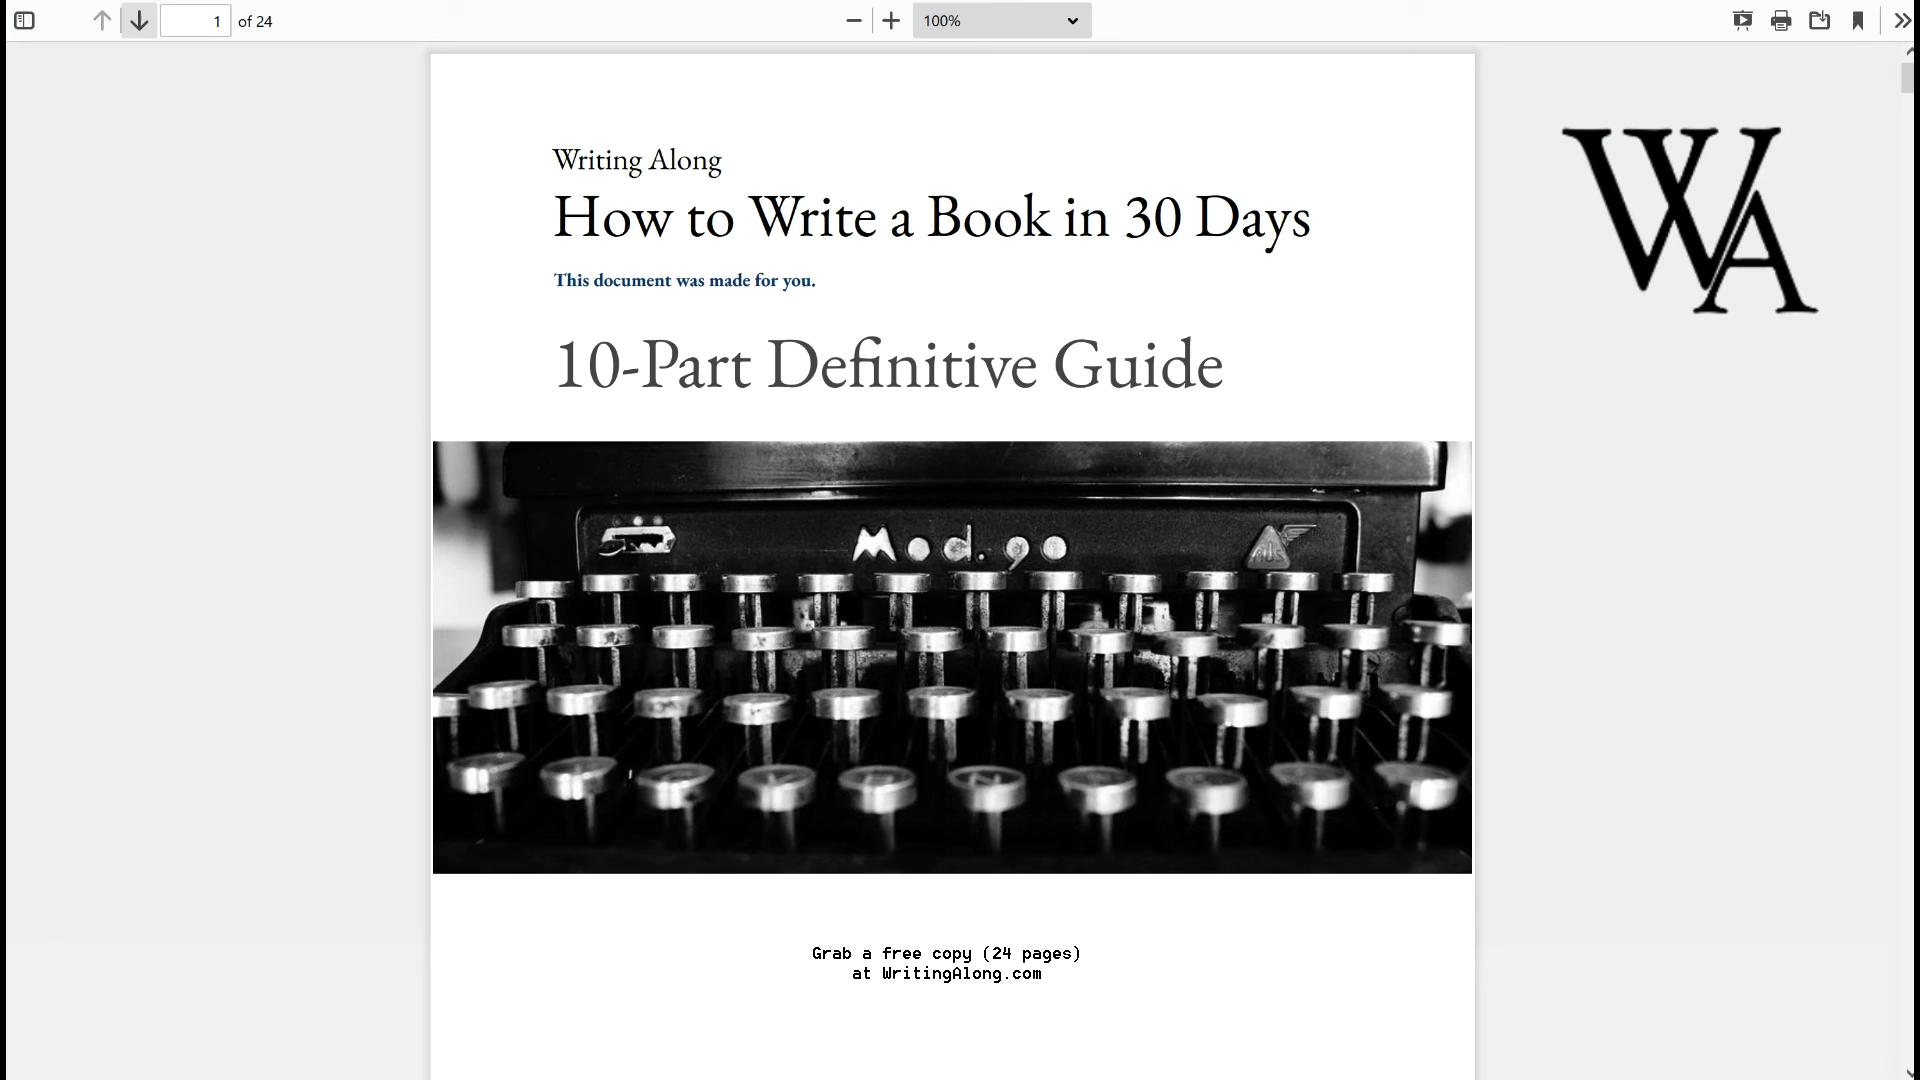 1 of 24 100%
WA
Writing Along
How to Write a Book in 30 Days
This document was made for you.
10-Part Definitive Guide
Mod. 90
Grab a free copy (24 pages)
at WritingAlong.com